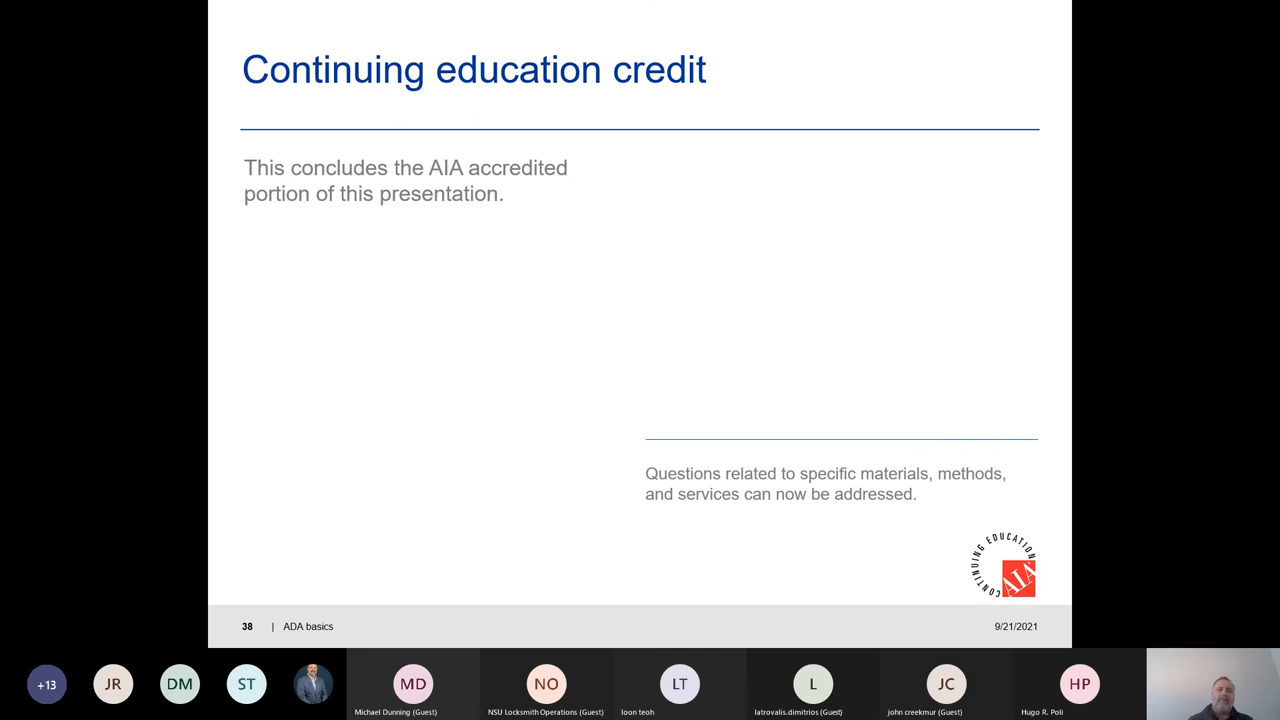 Continuing education credit
This concludes the AIA accredited
portion of this presentation.
Questions related to specific materials, methods,
and services can now be addressed.
CONTINUING EDUCATION
AIA
38 | ADA basics 9/21/2021
+13 JR DM ST MD NO LT L JC HP
Michael Dunning (Guest) NSU Locksmith Operations (Guest) loon teoh latrovalis.dimitrios (Guest) john creekmur (Guest) Hugo R. Poli